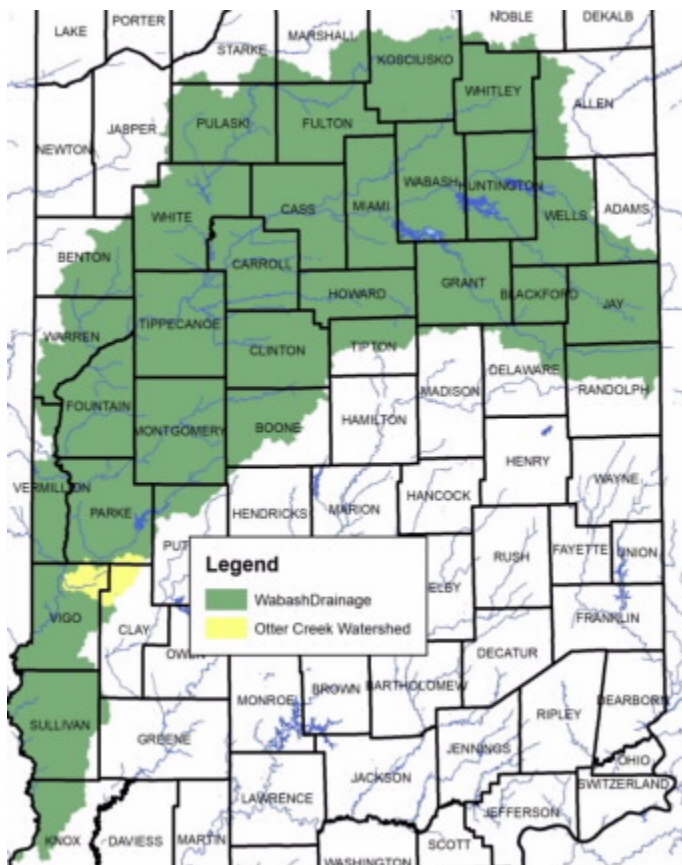 LAKE
PORTER
STARKE
MARSHALL
NOBLE
DEKALB
KOSCIUSKO
WHITLEY
ALLEN
NEWTON
JASPER
PULASKI
FULTON
WABASH
HUNTINGTON
MIAMI
WELLS
ADAMS
WHITE
CASS
BENTON
CARROLL
GRANT
BLACKFORD
JAY
HOWARD
WARREN
TIPPECANOE
CLINTON
TIPTON
DELAWARE
RANDOLPH
MADISON
FOUNTAIN
MONTGOMERY
BOONE
HAMILTON
HENRY
WAYNE
VERMILLION
PARKE
HENDRICKS
MARION
HANCOCK
PUT
RUSH
FAYETTE
UNION
Legend
WabashDrainage
Otter Creek Watershed
ELBY
VIGO
CLAY
OWEN
FRANKLIN
DECATUR
MONROE
BROWN
BARTHOLOMEW
DEARBORN
RIPLEY
SULLIVAN
GREENE
JENNINGS
OHIO
JACKSON
SWITZERLAND
LAWRENCE
JEFFERSON
KNOX
DAVIESS
MARTIN
SCOTT
WASHINGTON